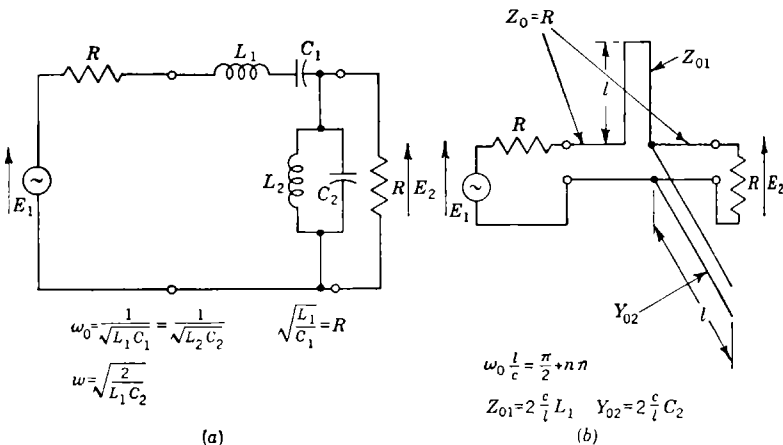 R
L₁
C₁
E₁
~
L₂
C₂
R
E₂
ω₀ = 1/√(L₁C₁) = 1/√(L₂C₂)
√(L₁/C₁) = R
w = √(2/(L₁C₂))
(a)
Z₀ = R
Z₀₁
l
R
E₁
~
R
E₂
Y₀₂
l
ω₀ l/c = π/2 + nπ
Z₀₁ = 2 c/l L₁ Y₀₂ = 2 c/l C₂
(b)